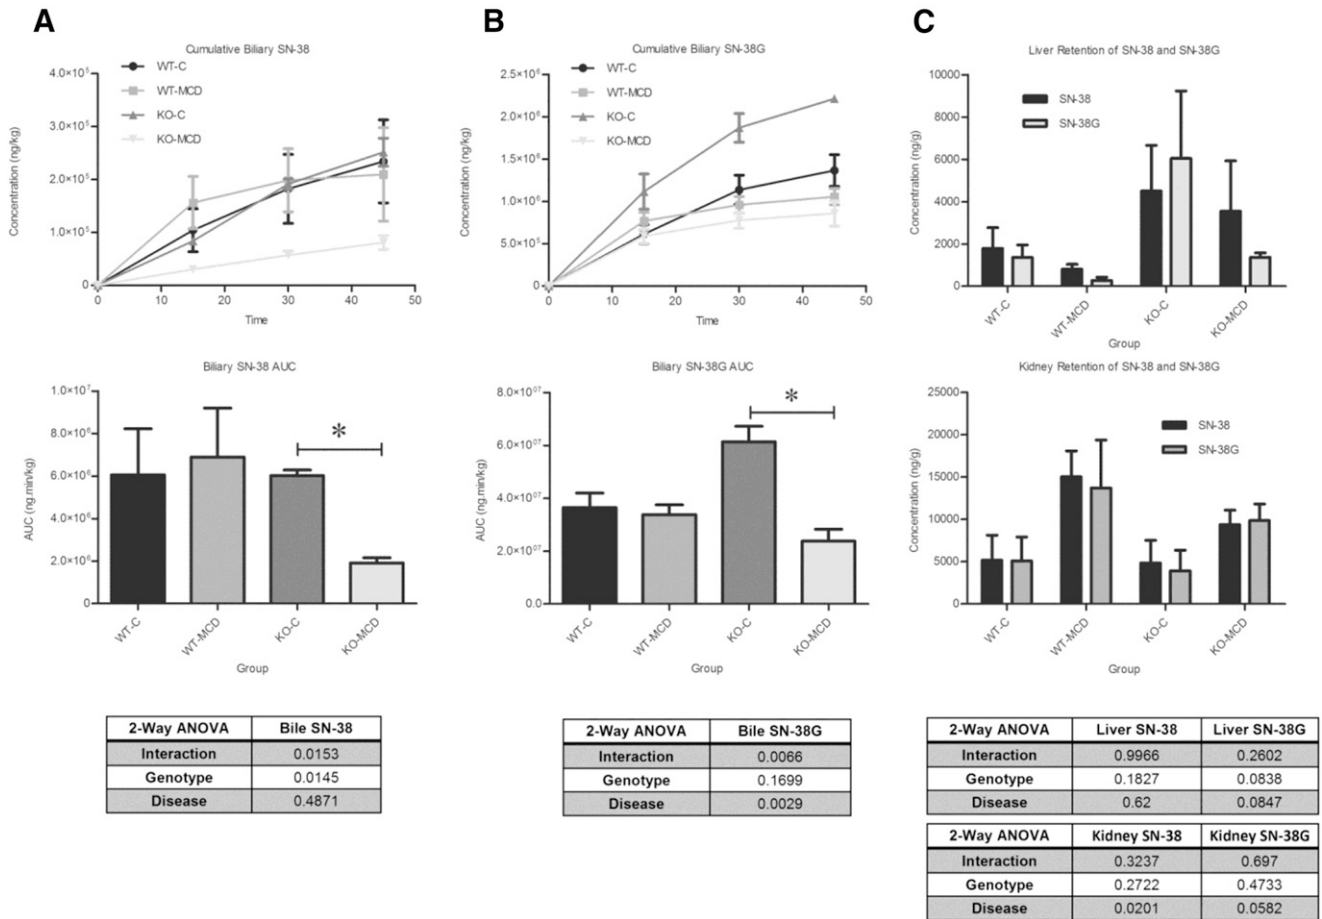 A
Cumulative Biliary SN-38
WT-C
WT-MCD
KO-C
KO-MCD
Concentration (ng/kg)
4.0×10⁵
3.0×10⁵
2.0×10⁵
1.0×10⁵
0
0 10 20 30 40 50
Time
Biliary SN-38 AUC
AUC (ng.min/kg)
1.0×10⁷
8.0×10⁶
6.0×10⁶
4.0×10⁶
2.0×10⁶
0
*
WT-C WT-MCD KO-C KO-MCD
Group
2-Way ANOVA Bile SN-38
Interaction 0.0153
Genotype 0.0145
Disease 0.4871
B
Cumulative Biliary SN-38G
WT-C
WT-MCD
KO-C
KO-MCD
Concentration (ng/kg)
2.5×10⁶
2.0×10⁶
1.5×10⁶
1.0×10⁶
5.0×10⁵
0
0 10 20 30 40 50
Time
Biliary SN-38G AUC
AUC (ng.min/kg)
8.0×10⁰⁷
6.0×10⁰⁷
4.0×10⁰⁷
2.0×10⁰⁷
0.0
*
WT-C WT-MCD KO-C KO-MCD
Group
2-Way ANOVA Bile SN-38G
Interaction 0.0066
Genotype 0.1699
Disease 0.0029
C
Liver Retention of SN-38 and SN-38G
SN-38
SN-38G
Concentration (ng/g)
10000
8000
6000
4000
2000
0
WT-C WT-MCD KO-C KO-MCD
Group
Kidney Retention of SN-38 and SN-38G
SN-38
SN-38G
Concentration (ng/g)
25000
20000
15000
10000
5000
0
WT-C WT-MCD KO-C KO-MCD
Group
2-Way ANOVA Liver SN-38 Liver SN-38G
Interaction 0.9966 0.2602
Genotype 0.1827 0.0838
Disease 0.62 0.0847
2-Way ANOVA Kidney SN-38 Kidney SN-38G
Interaction 0.3237 0.697
Genotype 0.2722 0.4733
Disease 0.0201 0.0582